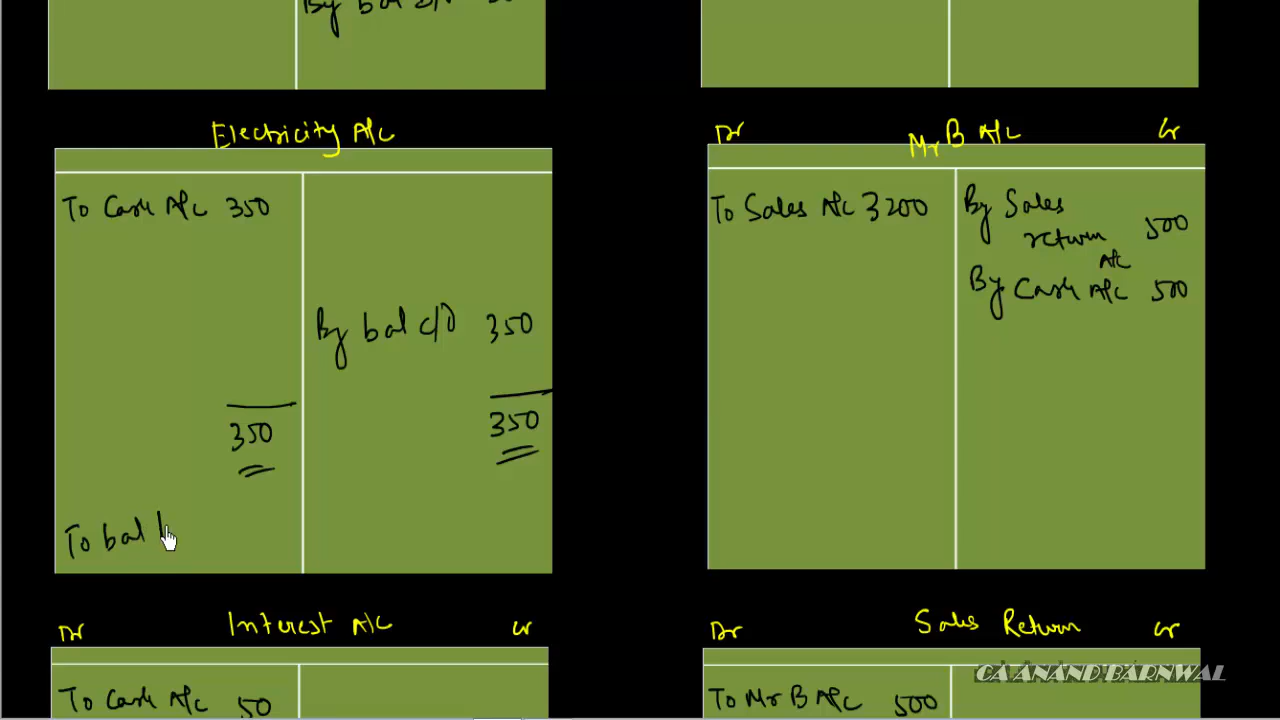 By bal c/d
Electricity A/c
To Cash A/c 350
By bal c/d 350
350
350
To bal
Dr
Mr B A/c
Cr
To Sales A/c 3200
By Sales
return 500
A/c
By Cash A/c 500
Dr
Interest A/c
Cr
To Cash A/c 50
Dr
Sales Return
Cr
To Mr B A/c 500
CA ANAND BARNWAL